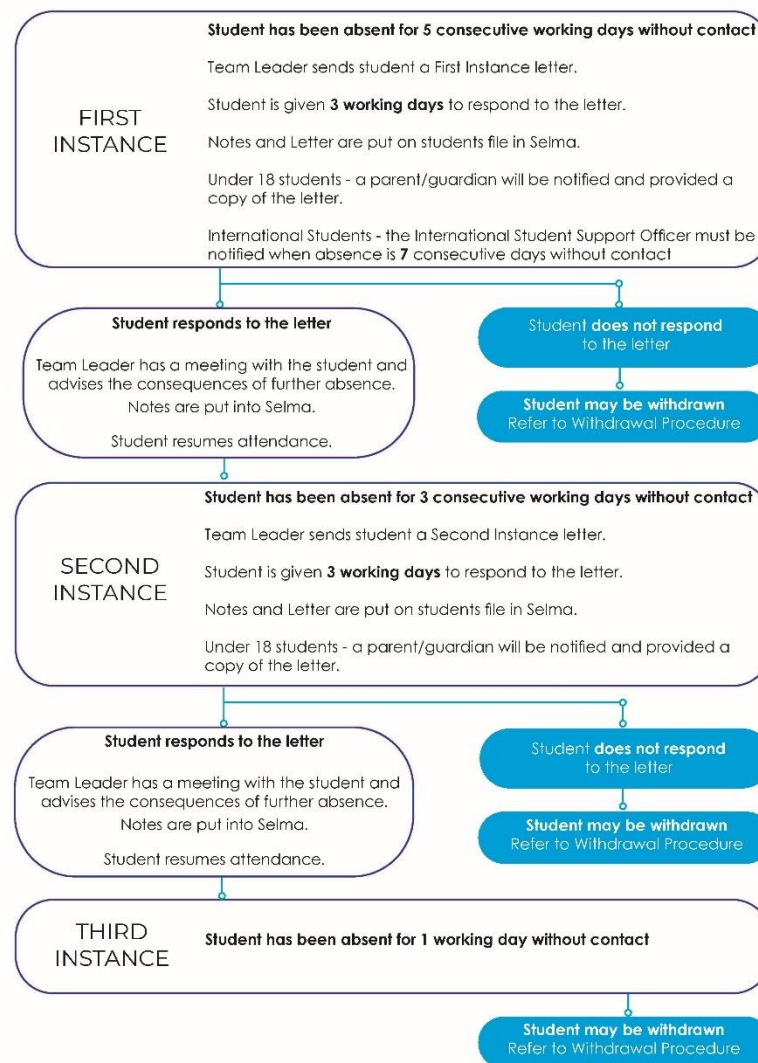 Student has been absent for 5 consecutive working days without contact
Team Leader sends student a First Instance letter.
FIRST
INSTANCE
Student is given 3 working days to respond to the letter.
Notes and Letter are put on students file in Selma.
Under 18 students - a parent/guardian will be notified and provided a
copy of the letter.
International Students - the International Student Support Officer must be
notified when absence is 7 consecutive days without contact
Student responds to the letter
Team Leader has a meeting with the student and
advises the consequences of further absence.
Notes are put into Selma.
Student resumes attendance.
Student does not respond
to the letter
Student may be withdrawn
Refer to Withdrawal Procedure
Student has been absent for 3 consecutive working days without contact
Team Leader sends student a Second Instance letter.
SECOND
INSTANCE
Student is given 3 working days to respond to the letter.
Notes and Letter are put on students file in Selma.
Under 18 students - a parent/guardian will be notified and provided a
copy of the letter.
Student responds to the letter
Team Leader has a meeting with the student and
advises the consequences of further absence.
Notes are put into Selma.
Student resumes attendance.
Student does not respond
to the letter
Student may be withdrawn
Refer to Withdrawal Procedure
THIRD
INSTANCE
Student has been absent for 1 working day without contact
Student may be withdrawn
Refer to Withdrawal Procedure